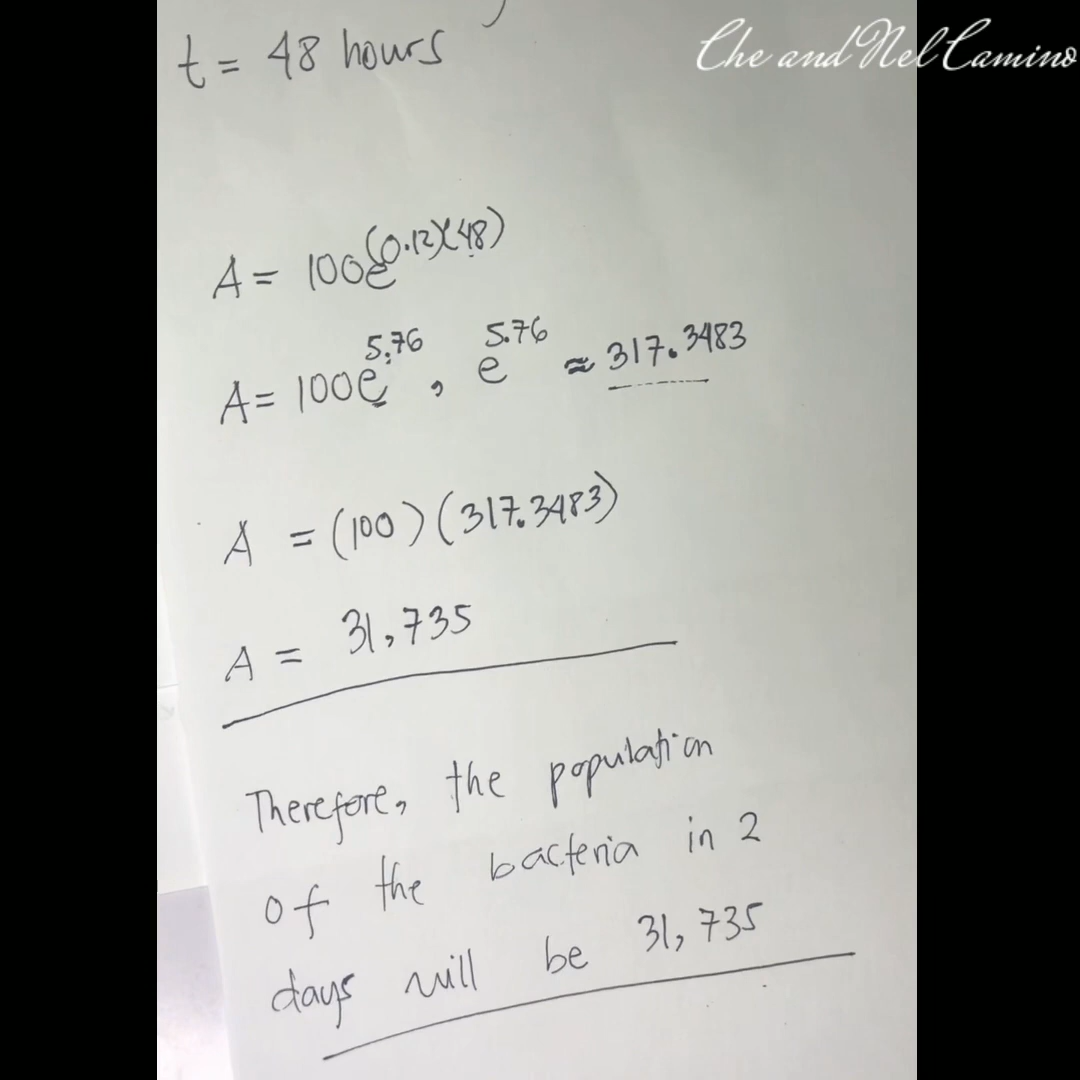 Che and Nel Camino
t = 48 hours
A = 100e^(0.12)(48)
A = 100e^5.76, e^5.76 ≈ 317.3483
A = (100)(317.3483)
A = 31,735
Therefore, the population
of the bacteria in 2
days will be 31,735